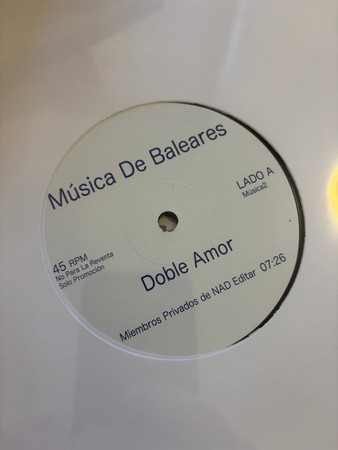 Música De Baleares
LADO A
Música2
45 RPM
No Para La Reventa
Solo Promoción
Doble Amor
Miembros Privados de NAD Editar 07:26